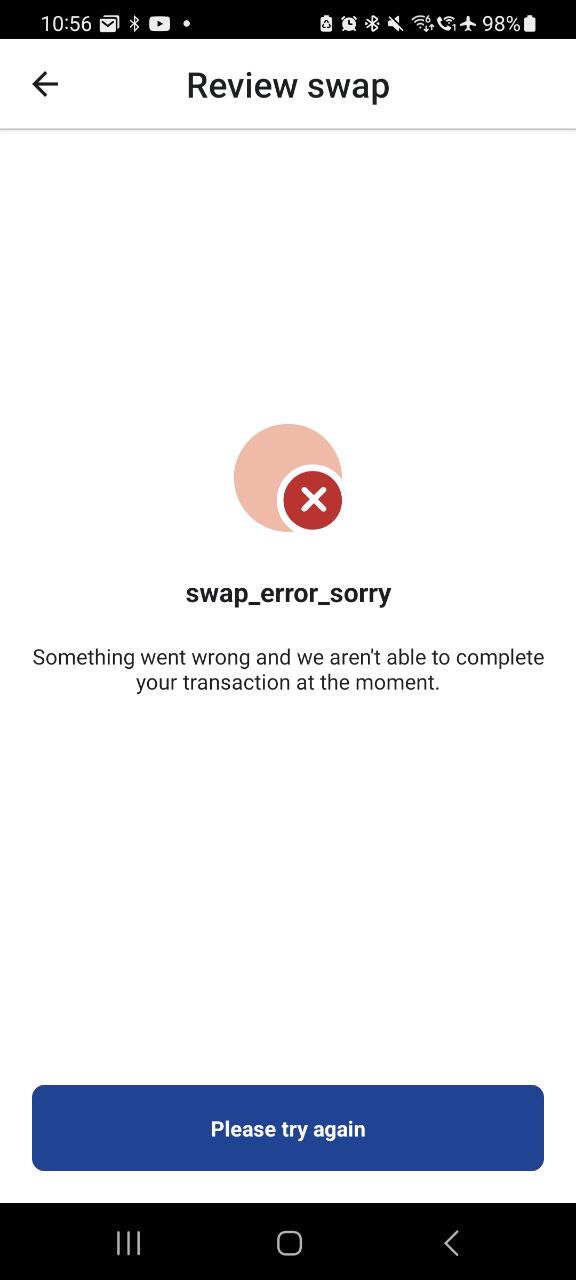 10:56 98%
Review swap
swap_error_sorry
Something went wrong and we aren't able to complete
your transaction at the moment.
Please try again